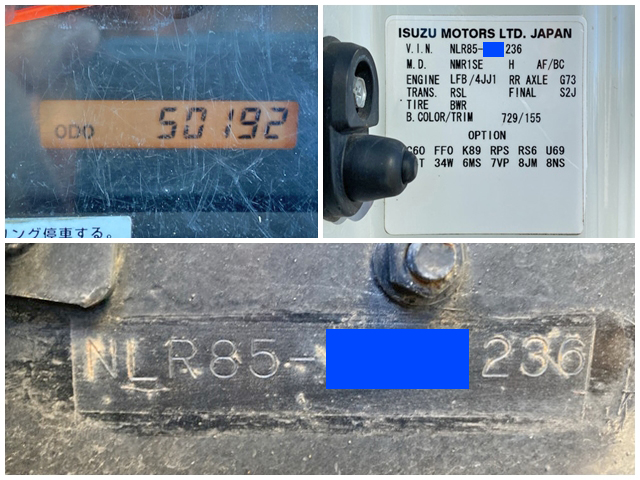 ODO 50192
リング停車する。
ISUZU MOTORS LTD. JAPAN
V.I.N. NLR85- 236
M.D. NMR1SE H AF/BC
ENGINE LFB/4JJ1 RR AXLE G73
TRANS. RSL FINAL S2J
TIRE BWR
B.COLOR/TRIM 729/155
OPTION
C60 FF0 K89 RPS RS6 U69
34W 6MS 7VP 8JM 8NS
NLR85- 236